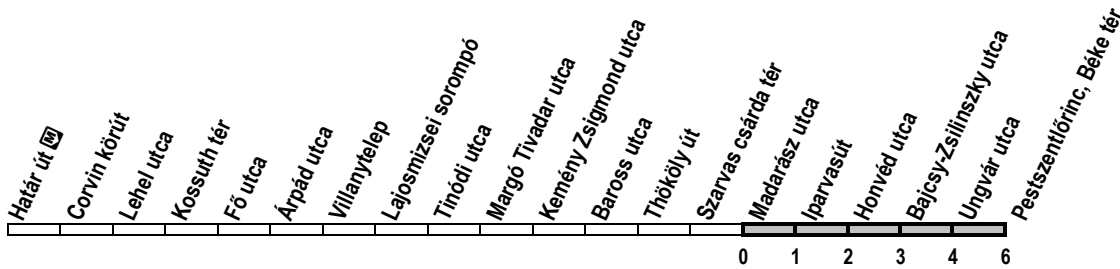 Határ út M
Corvin körút
Lehel utca
Kossuth tér
Fő utca
Árpád utca
Villanytelep
Lajosmizsei sorompó
Tinódi utca
Margó Tivadar utca
Kemény Zsigmond utca
Baross utca
Thököly út
Szarvas csárda tér
Madarász utca
Iparvasút
Honvéd utca
Bajcsy-Zsilinszky utca
Ungvár utca
Pestszentlőrinc, Béke tér
0 1 2 3 4 6